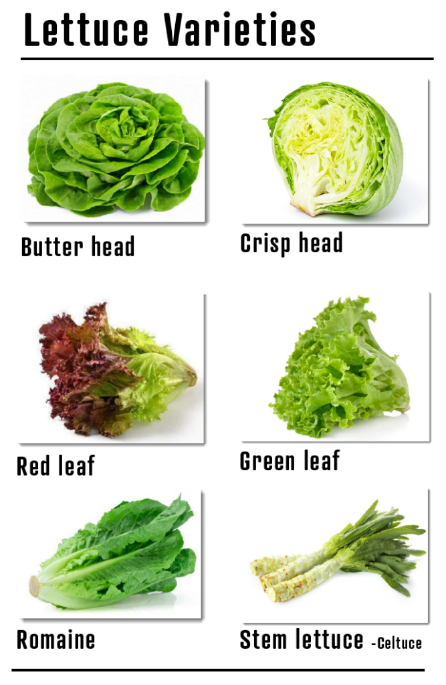 Lettuce Varieties
Butter head
Crisp head
Red leaf
Green leaf
Romaine
Stem lettuce -Celtuce